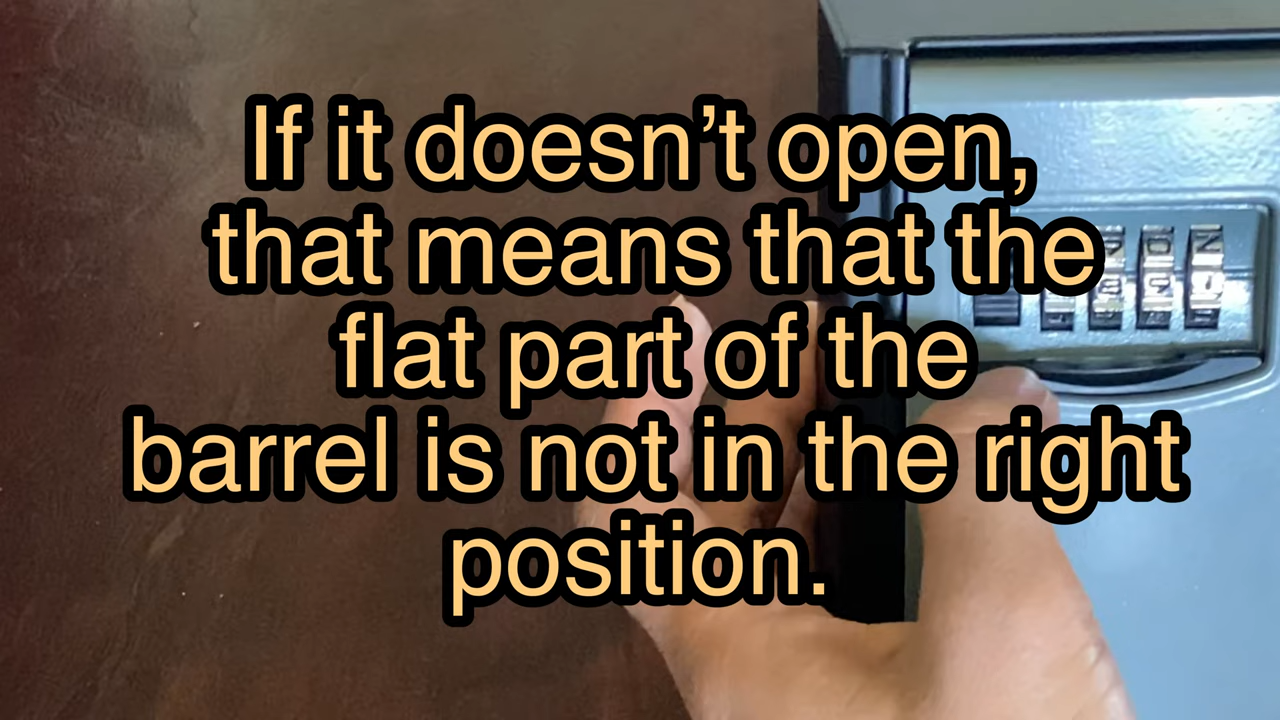 If it doesn’t open,
that means that the
flat part of the
barrel is not in the right
position.